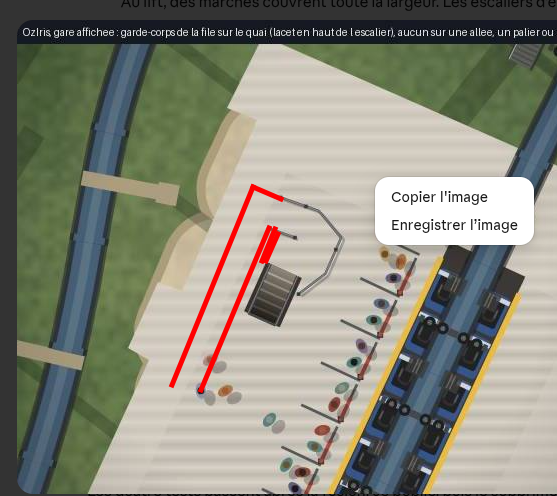 Au lift, des marches couvrent toute la largeur. Les escaliers d'e
OzIris, gare affichee : garde-corps de la file sur le quai (lacet en haut de l escalier), aucun sur une allee, un palier ou
Copier l'image
Enregistrer l'image